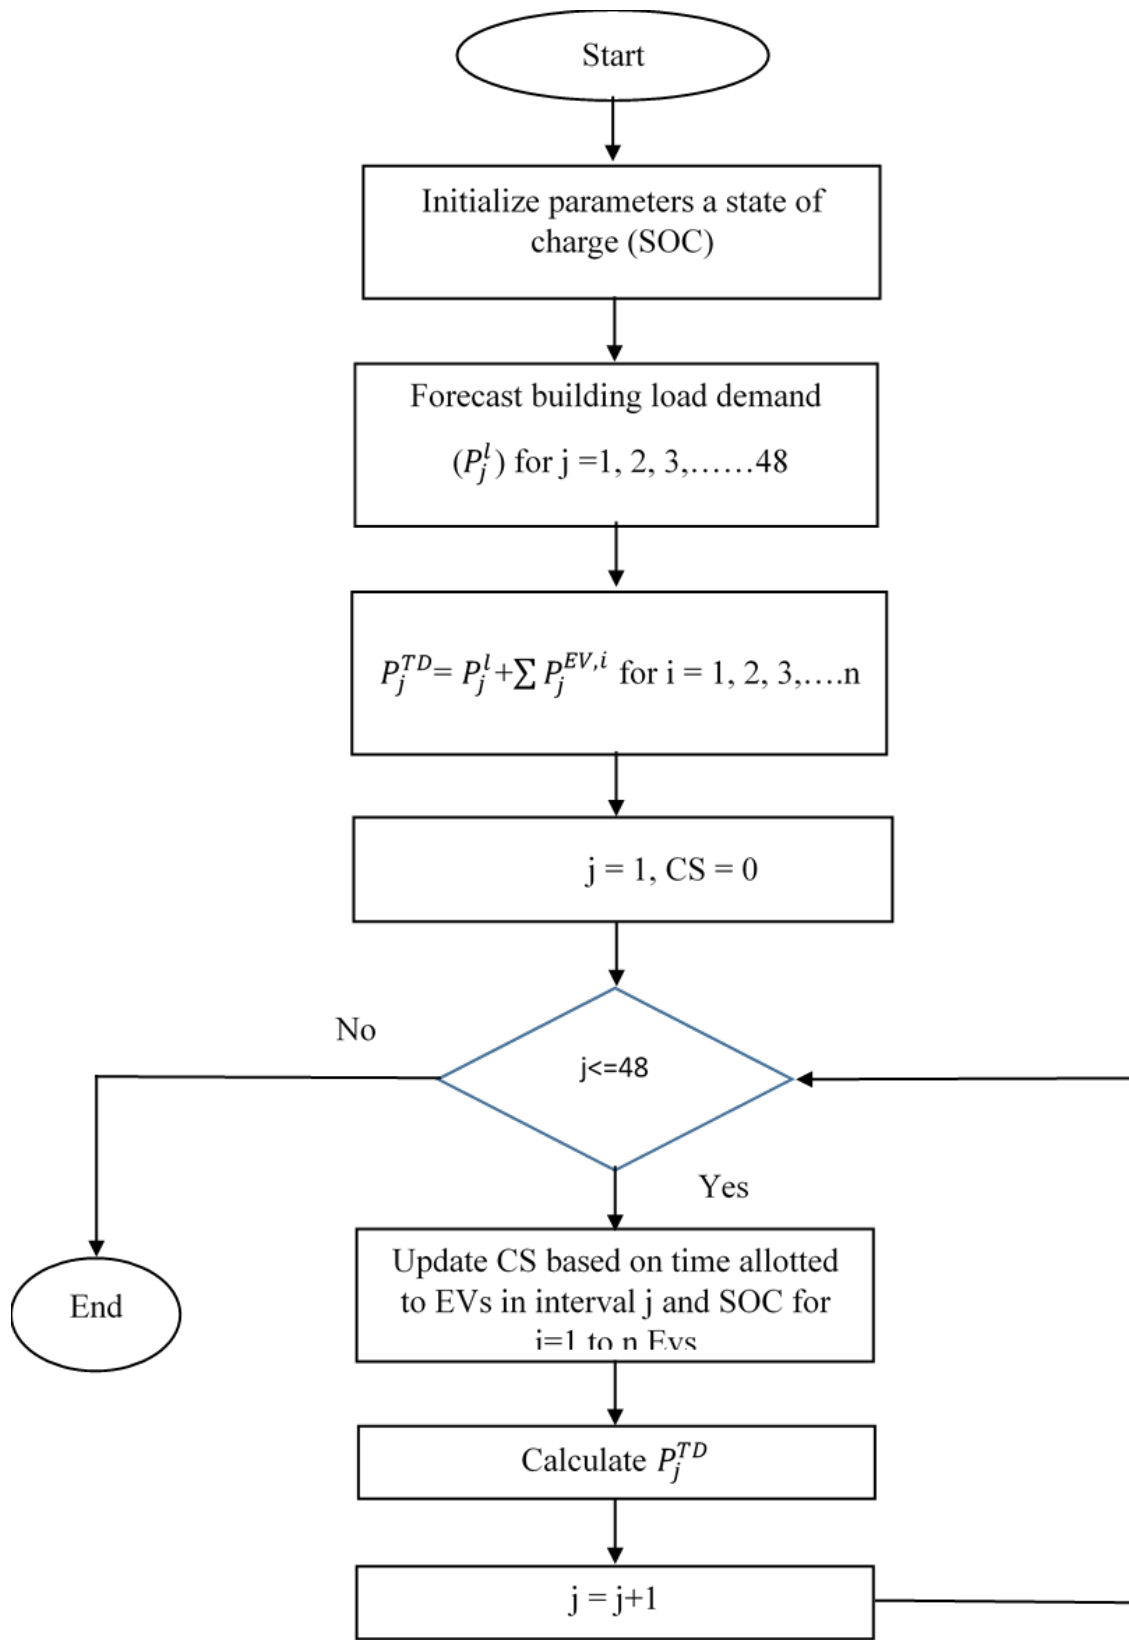 Start
Initialize parameters a state of
charge (SOC)
Forecast building load demand
(P_j^l) for j =1, 2, 3,......48
P_j^{TD}= P_j^l+∑ P_j^{EV,i} for i = 1, 2, 3,....n
j = 1, CS = 0
No
j<=48
Yes
Update CS based on time allotted
to EVs in interval j and SOC for
i=1 to n Evs
End
Calculate P_j^{TD}
j = j+1